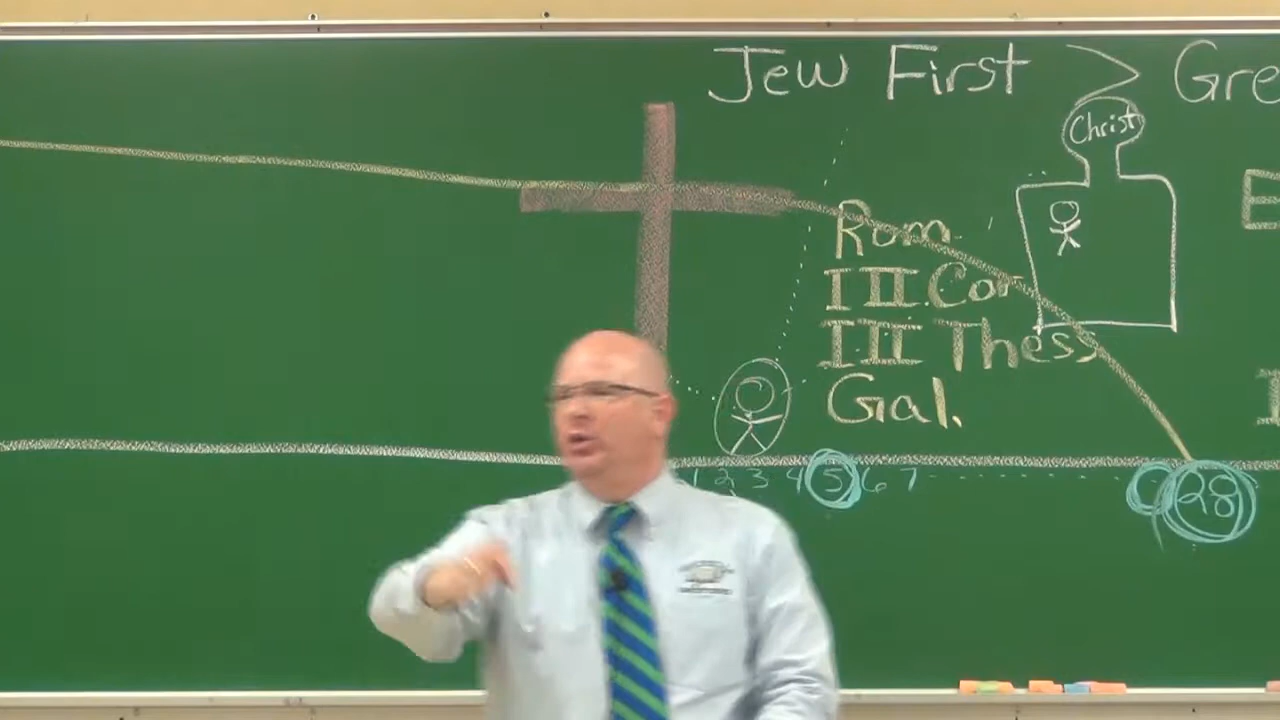 Jew First > Gre
Christ
E
Rom.
I II Cor
I II Thess
Gal.
1 2 3 4 5 6 7 28